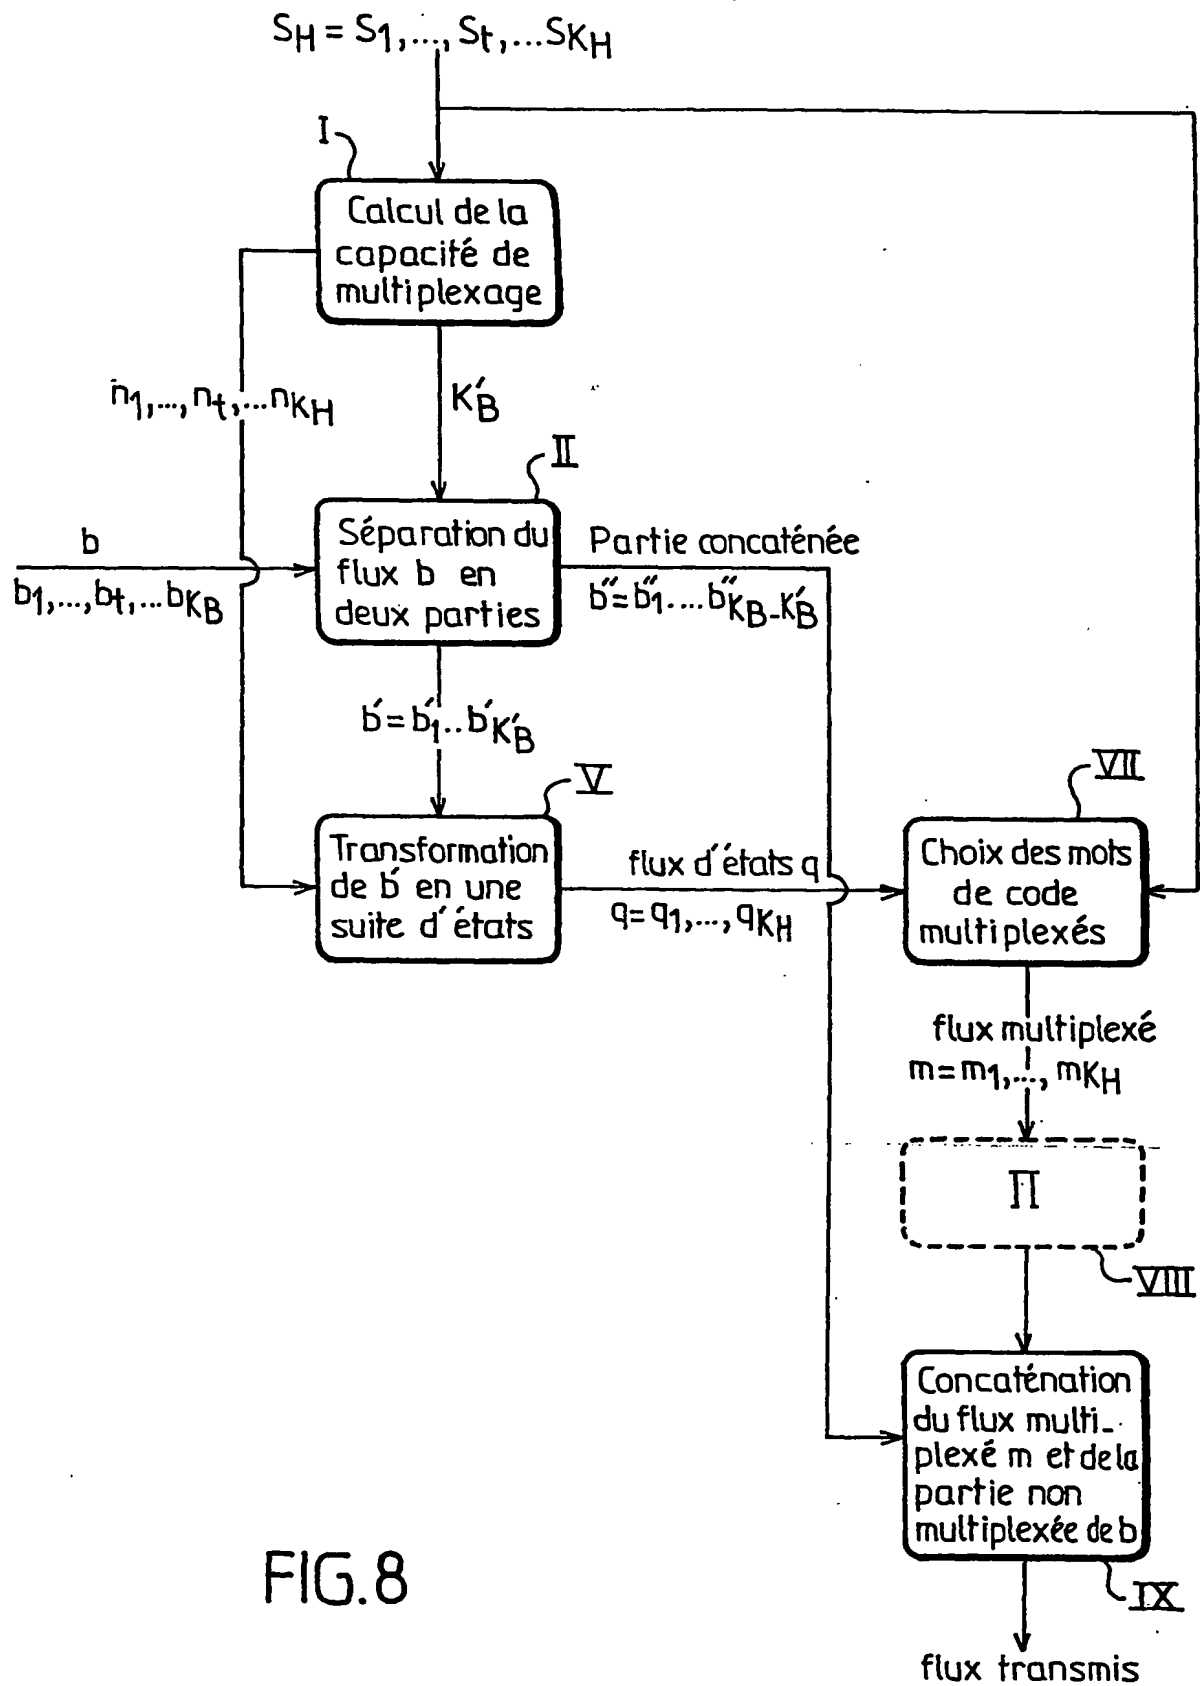 S_H = S_1,..., S_t,... S_{K_H}
I
Calcul de la
capacité de
multiplexage
n_1,..., n_t,... n_{K_H}
K'_B
II
b
b_1,..., b_t,... b_{K_B}
Séparation du
flux b en
deux parties
Partie concaténée
b''= b''_1.... b''_{K_B-K'_B}
b'= b'_1.. b'_{K'_B}
V
Transformation
de b' en une
suite d'états
flux d'états q
q= q_1,..., q_{K_H}
VII
Choix des mots
de code
multiplexés
flux multiplexé
m= m_1,..., m_{K_H}
Π
VIII
Concaténation
du flux multi-
plexé m et de la
partie non
multiplexée de b
IX
flux transmis
FIG.8